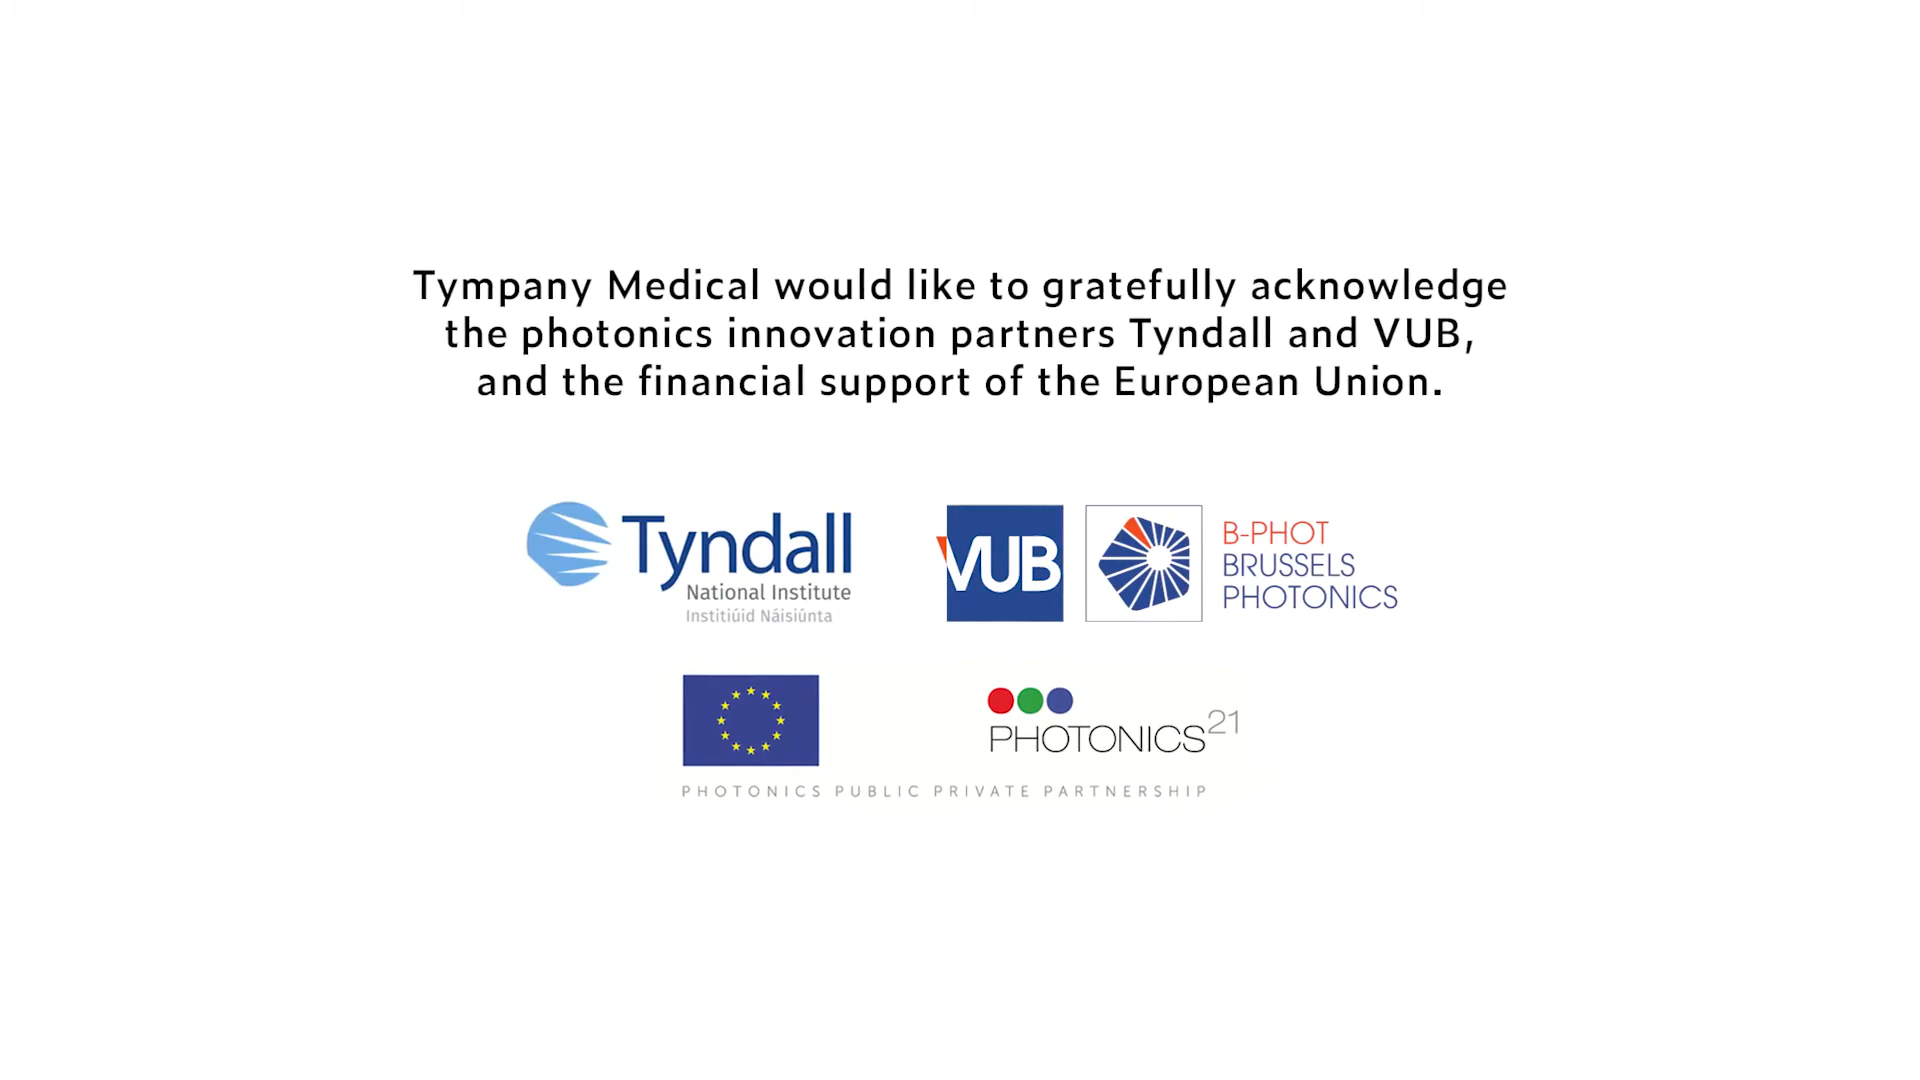 Tympany Medical would like to gratefully acknowledge
the photonics innovation partners Tyndall and VUB,
and the financial support of the European Union.
Tyndall
National Institute
Institiúid Náisiúnta
VUB
B-PHOT
BRUSSELS
PHOTONICS
PHOTONICS21
PHOTONICS PUBLIC PRIVATE PARTNERSHIP